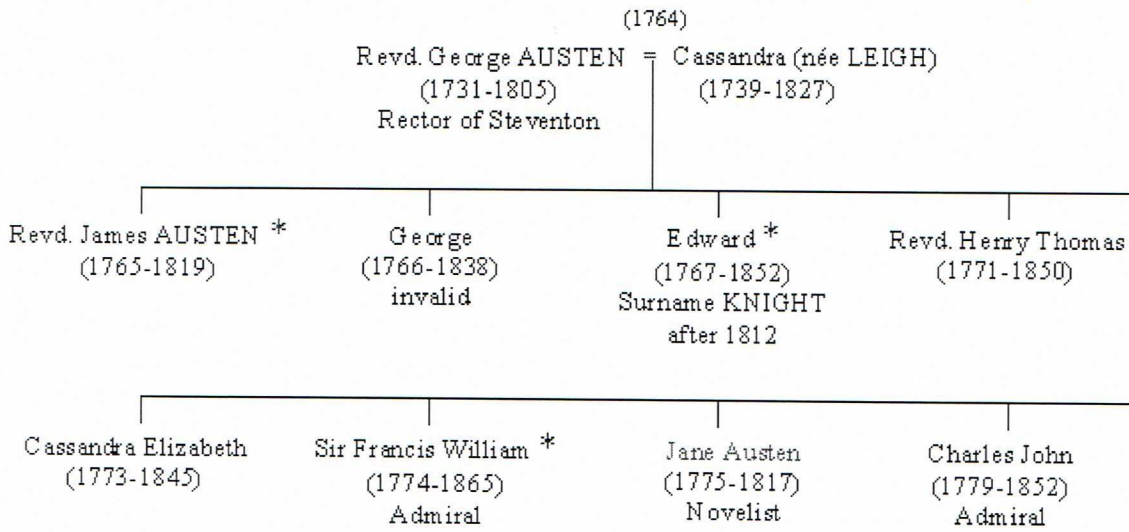 (1764)
Revd. George AUSTEN = Cassandra (née LEIGH)
(1731-1805) (1739-1827)
Rector of Steventon
Revd. James AUSTEN *
(1765-1819)
George
(1766-1838)
invalid
Edward *
(1767-1852)
Surname KNIGHT
after 1812
Revd. Henry Thomas
(1771-1850)
Cassandra Elizabeth
(1773-1845)
Sir Francis William *
(1774-1865)
Admiral
Jane Austen
(1775-1817)
Novelist
Charles John
(1779-1852)
Admiral